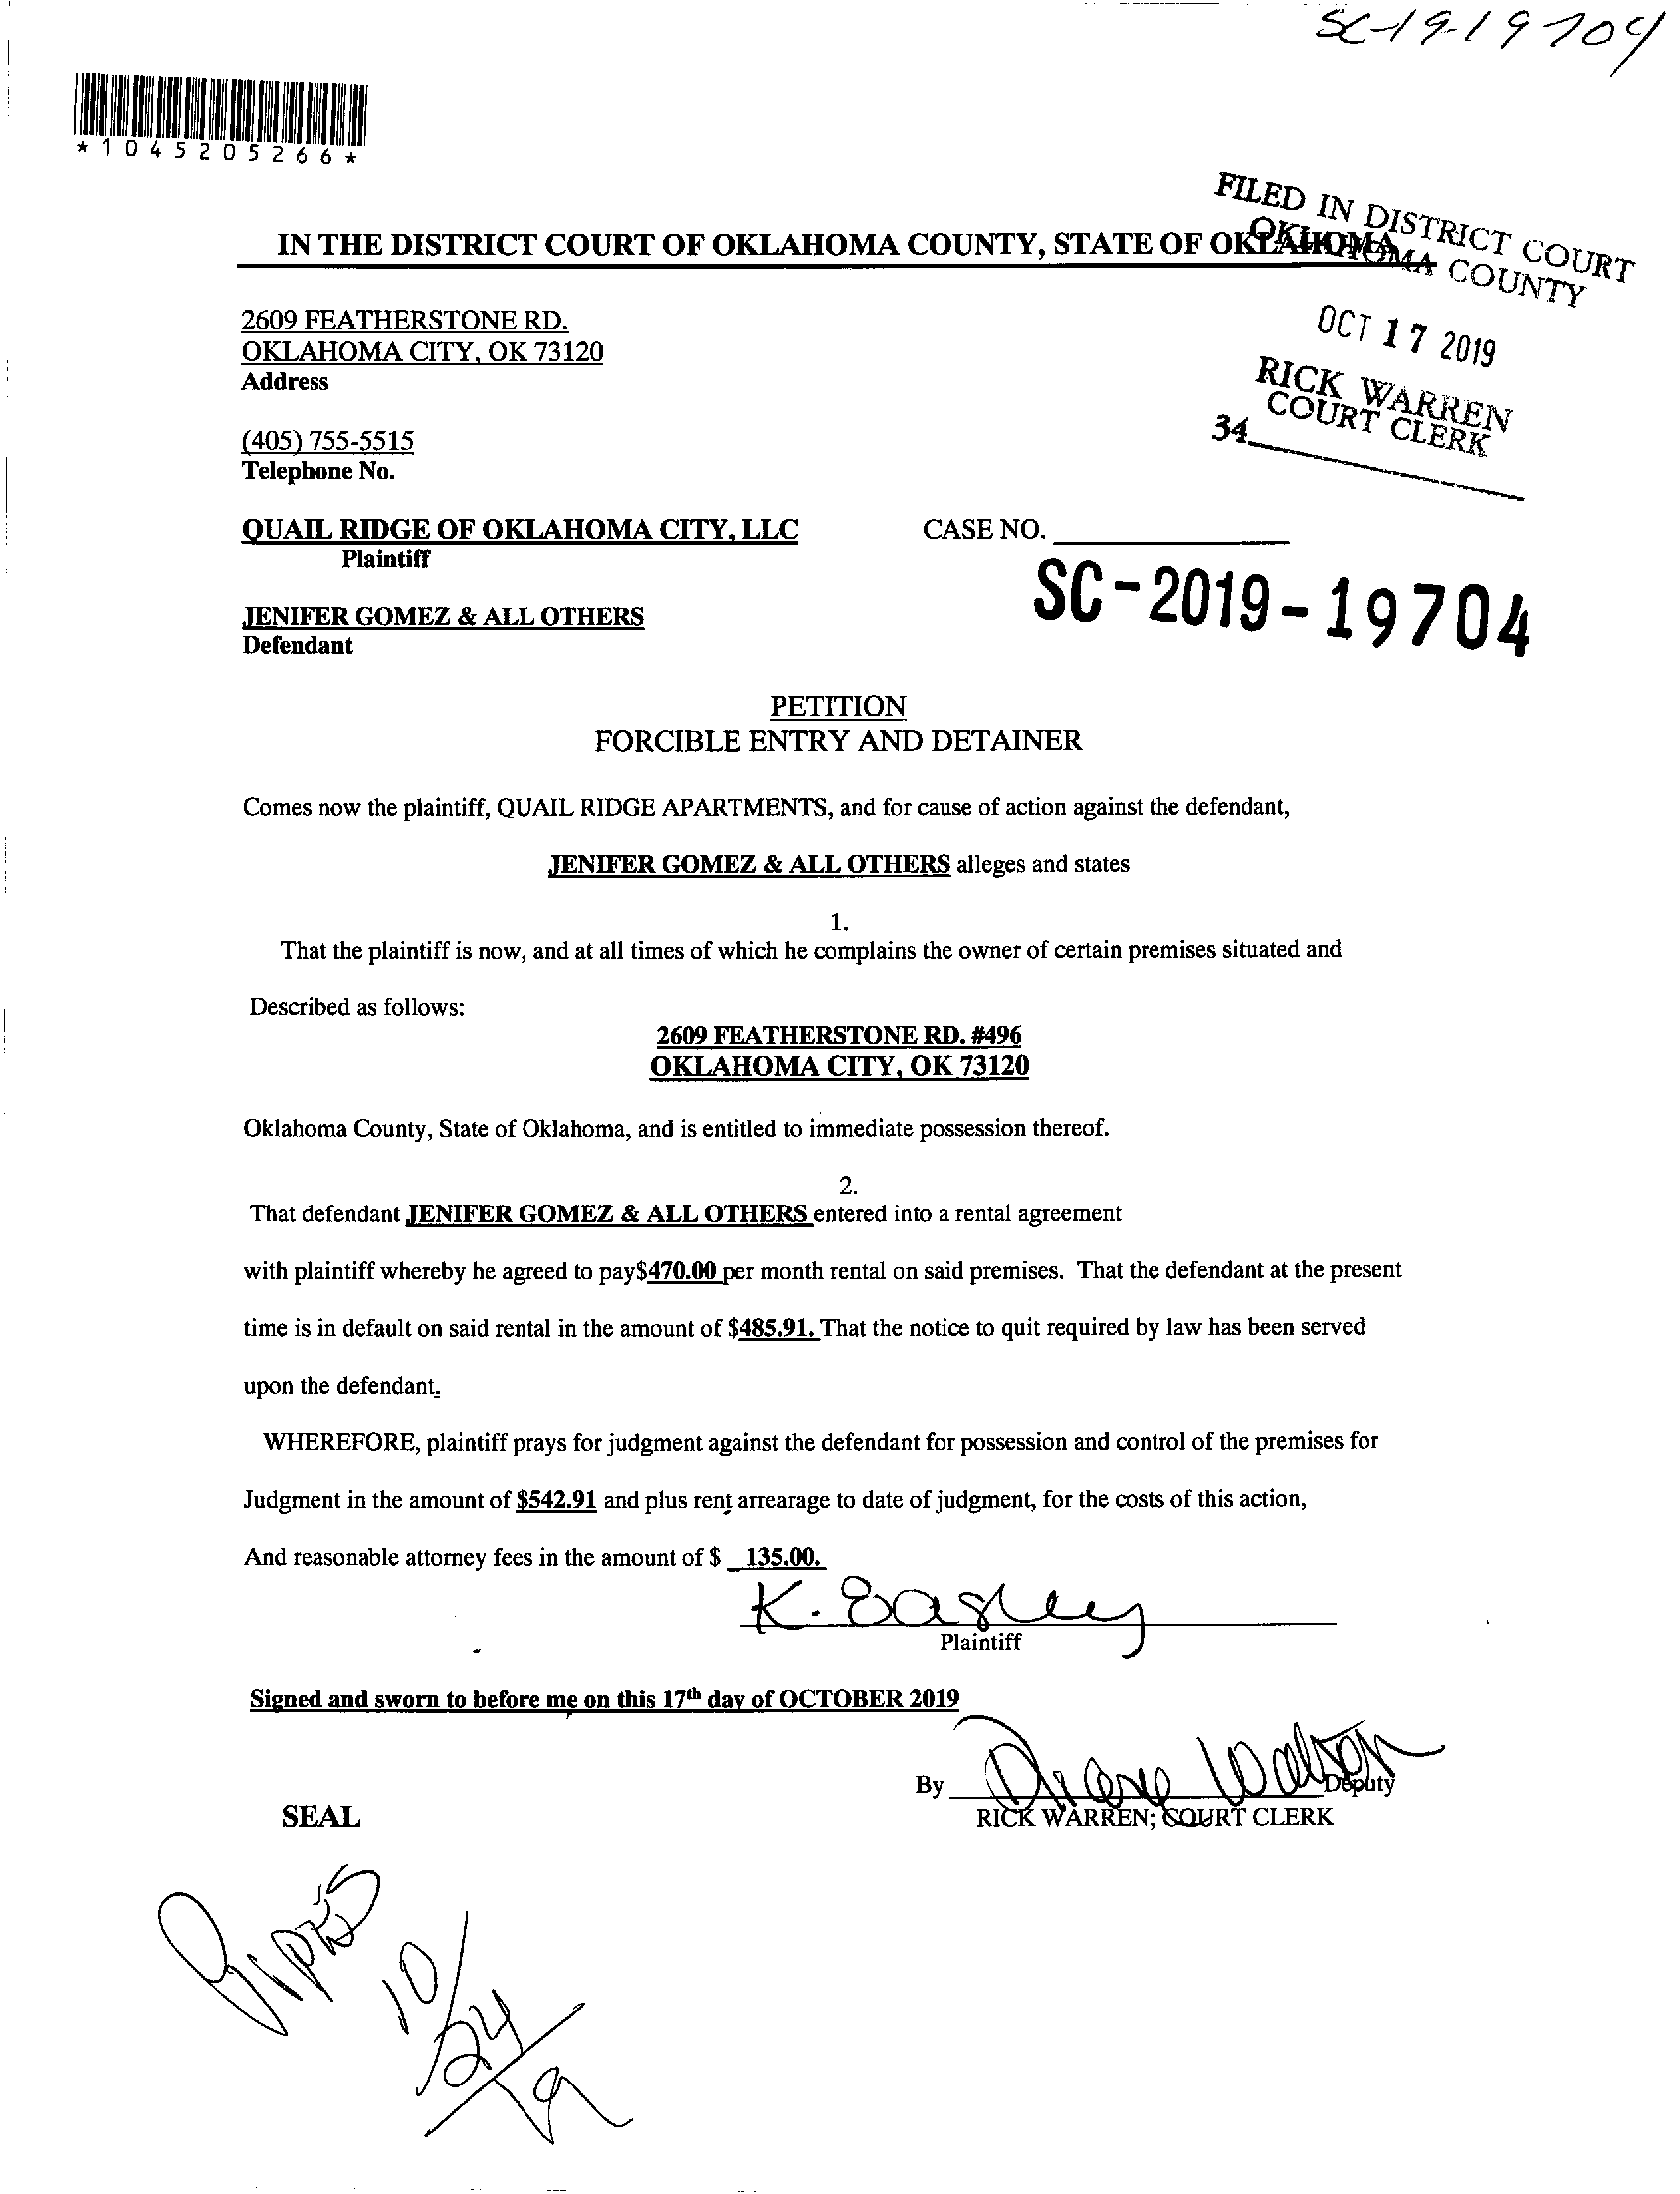 SC-19-19704
*1045205266*
FILED IN DISTRICT COURT
OKLAHOMA COUNTY
IN THE DISTRICT COURT OF OKLAHOMA COUNTY, STATE OF OKLAHOMA
OCT 17 2019
RICK WARREN
COURT CLERK
34
2609 FEATHERSTONE RD.
OKLAHOMA CITY, OK 73120
Address
(405) 755-5515
Telephone No.
QUAIL RIDGE OF OKLAHOMA CITY, LLC CASE NO.
Plaintiff
SC-2019-19704
JENIFER GOMEZ & ALL OTHERS
Defendant
PETITION
FORCIBLE ENTRY AND DETAINER
Comes now the plaintiff, QUAIL RIDGE APARTMENTS, and for cause of action against the defendant,
JENIFER GOMEZ & ALL OTHERS alleges and states
1.
That the plaintiff is now, and at all times of which he complains the owner of certain premises situated and
Described as follows:
2609 FEATHERSTONE RD. #496
OKLAHOMA CITY, OK 73120
Oklahoma County, State of Oklahoma, and is entitled to immediate possession thereof.
2.
That defendant JENIFER GOMEZ & ALL OTHERS entered into a rental agreement
with plaintiff whereby he agreed to pay$470.00 per month rental on said premises. That the defendant at the present
time is in default on said rental in the amount of $485.91. That the notice to quit required by law has been served
upon the defendant.
WHEREFORE, plaintiff prays for judgment against the defendant for possession and control of the premises for
Judgment in the amount of $542.91 and plus rent arrearage to date of judgment, for the costs of this action,
And reasonable attorney fees in the amount of $ 135.00.
K. Easley
Plaintiff
Signed and sworn to before me on this 17th day of OCTOBER 2019
By Diane Walton Deputy
RICK WARREN; COURT CLERK
SEAL
10/24/19